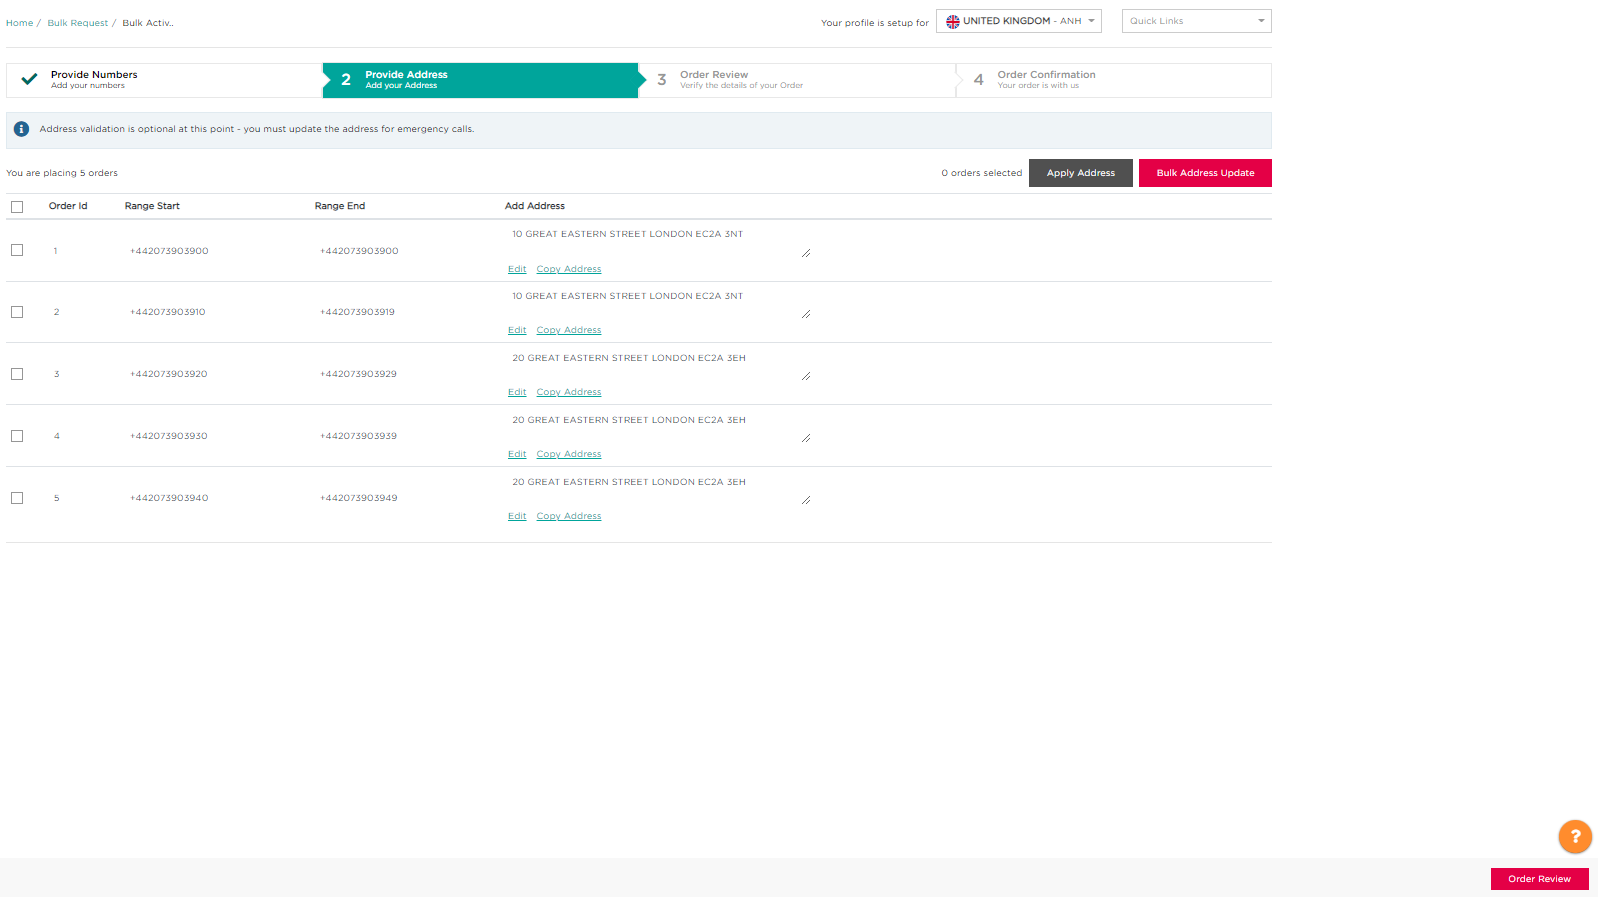 Home / Bulk Request / Bulk Activ..
Your profile is setup for UNITED KINGDOM - ANH Quick Links
Provide Numbers
Add your numbers
2 Provide Address
Add your Address
3 Order Review
Verify the details of your Order
4 Order Confirmation
Your order is with us
i Address validation is optional at this point - you must update the address for emergency calls.
You are placing 5 orders
0 orders selected Apply Address Bulk Address Update
Order Id Range Start Range End Add Address
1 +442073903900 +442073903900 10 GREAT EASTERN STREET LONDON EC2A 3NT
Edit Copy Address
2 +442073903910 +442073903919 10 GREAT EASTERN STREET LONDON EC2A 3NT
Edit Copy Address
3 +442073903920 +442073903929 20 GREAT EASTERN STREET LONDON EC2A 3EH
Edit Copy Address
4 +442073903930 +442073903939 20 GREAT EASTERN STREET LONDON EC2A 3EH
Edit Copy Address
5 +442073903940 +442073903949 20 GREAT EASTERN STREET LONDON EC2A 3EH
Edit Copy Address
?
Order Review